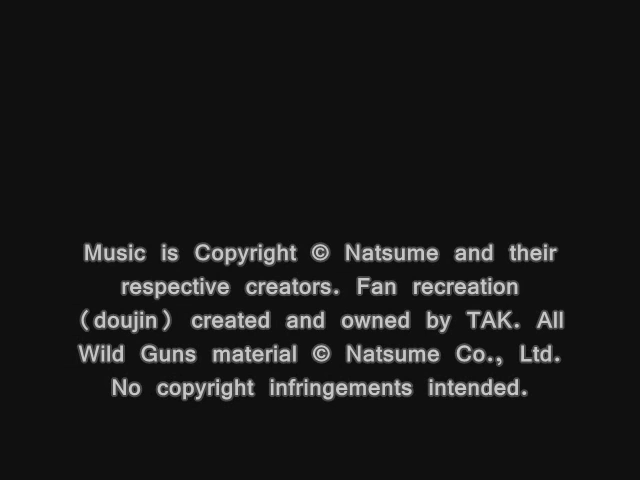 Music is Copyright © Natsume and their
respective creators. Fan recreation
(doujin) created and owned by TAK. All
Wild Guns material © Natsume Co., Ltd.
No copyright infringements intended.